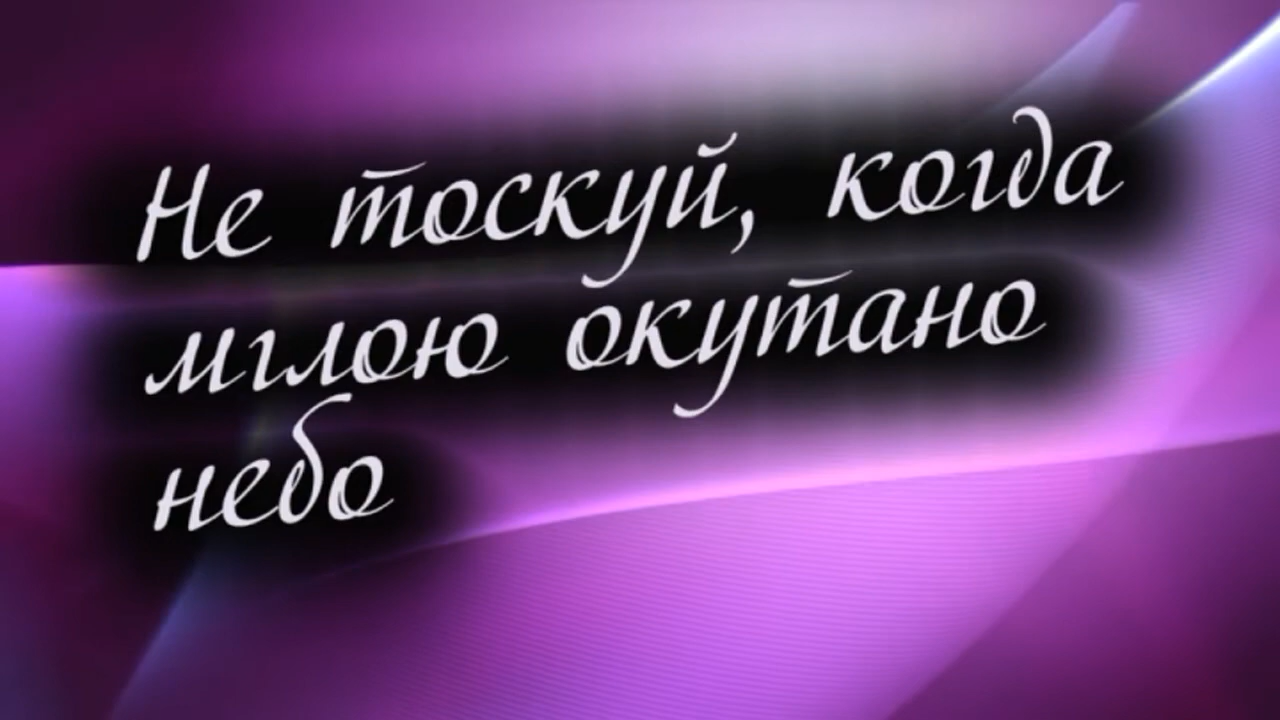 Не тоскуй, когда
мглою окутано
небо